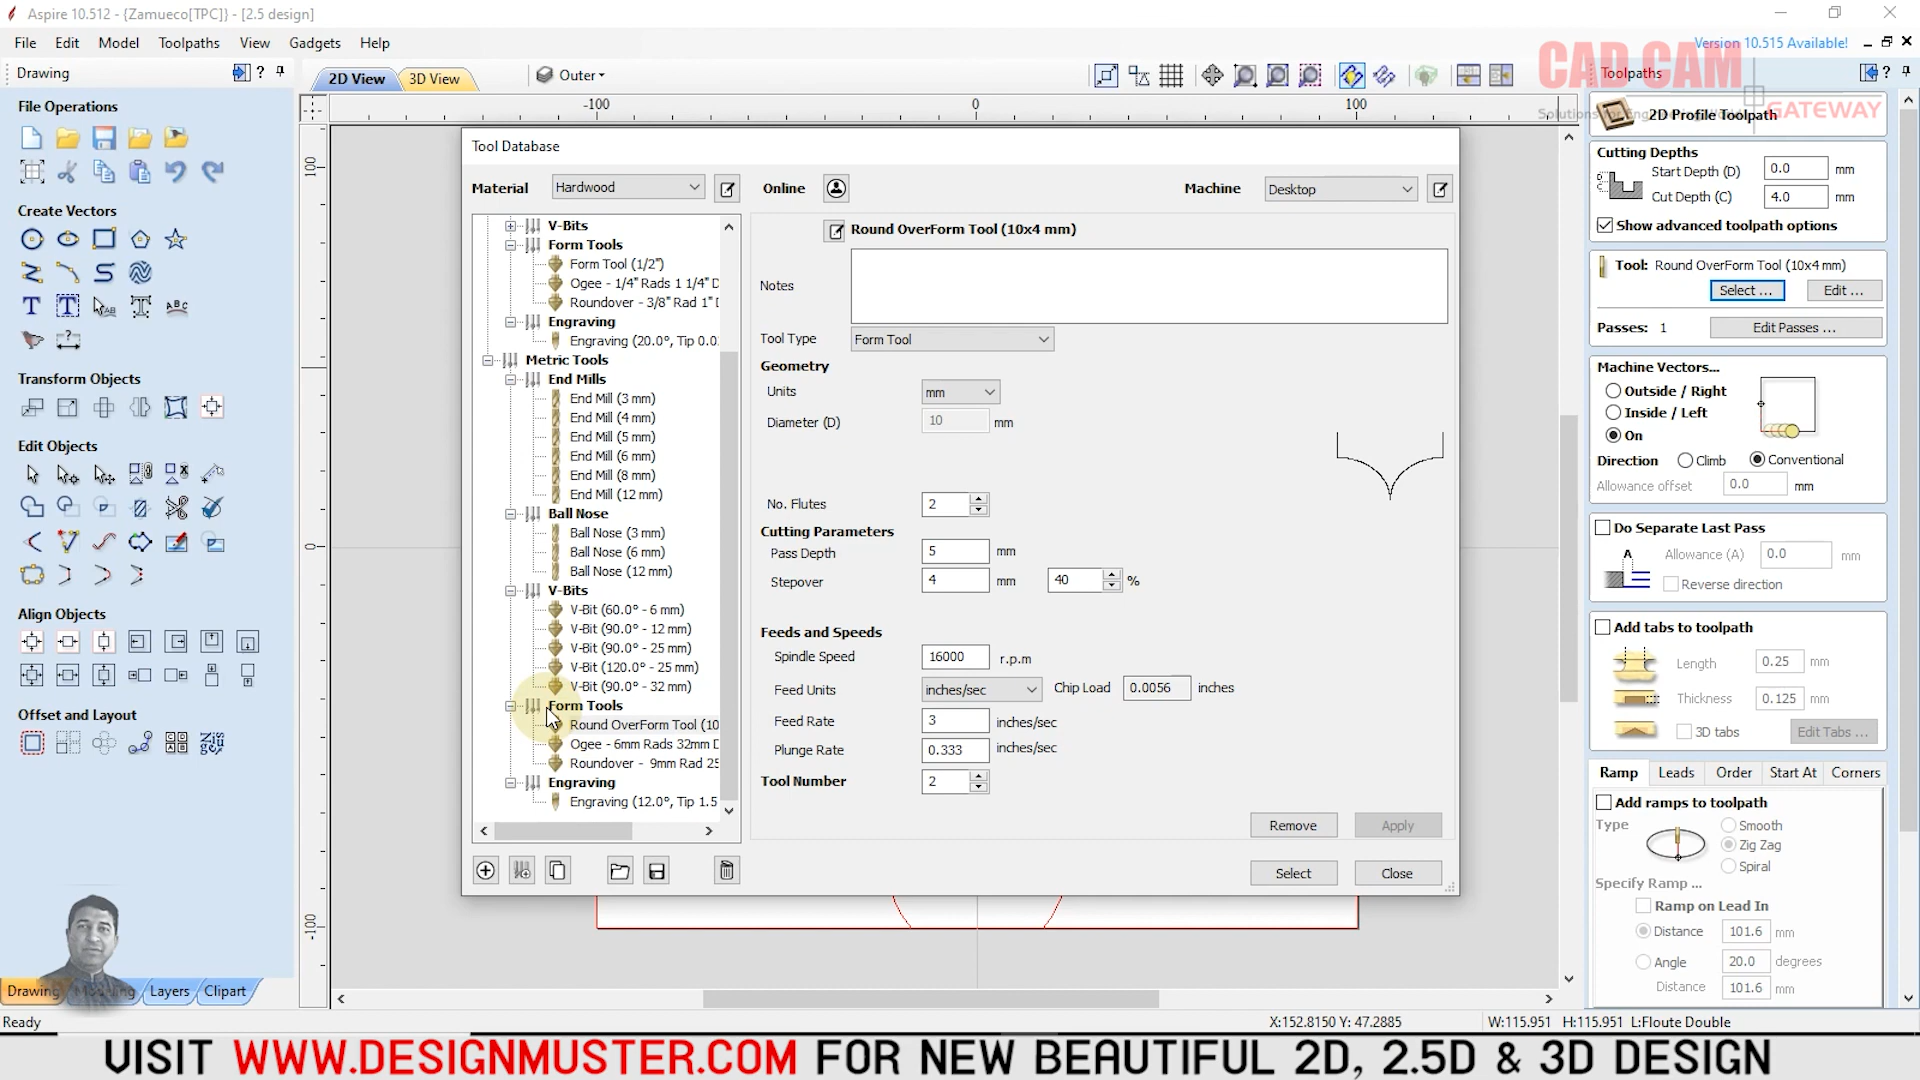 Aspire 10.512 - {Zamueco[TPC]} - [2.5 design]
File Edit Model Toolpaths View Gadgets Help
Version 10.515 Available!
Drawing
2D View 3D View
Outer
CAD CAM
GATEWAY
Toolpaths
File Operations
Create Vectors
Transform Objects
Edit Objects
Align Objects
Offset and Layout
Drawing
Layers
Clipart
Ready
-100 0 100
100
0
-100
Tool Database
Material Hardwood Online Machine Desktop
V-Bits
Form Tools
Form Tool (1/2")
Ogee - 1/4" Rads 1 1/4" D
Roundover - 3/8" Rad 1" D
Engraving
Engraving (20.0°, Tip 0.0
Metric Tools
End Mills
End Mill (3 mm)
End Mill (4 mm)
End Mill (5 mm)
End Mill (6 mm)
End Mill (8 mm)
End Mill (12 mm)
Ball Nose
Ball Nose (3 mm)
Ball Nose (6 mm)
Ball Nose (12 mm)
V-Bits
V-Bit (60.0° - 6 mm)
V-Bit (90.0° - 12 mm)
V-Bit (90.0° - 25 mm)
V-Bit (120.0° - 25 mm)
V-Bit (90.0° - 32 mm)
Form Tools
Round OverForm Tool (10
Ogee - 6mm Rads 32mm D
Roundover - 9mm Rad 25
Engraving
Engraving (12.0°, Tip 1.5
Round OverForm Tool (10x4 mm)
Notes
Tool Type Form Tool
Geometry
Units mm
Diameter (D) 10 mm
No. Flutes 2
Cutting Parameters
Pass Depth 5 mm
Stepover 4 mm 40 %
Feeds and Speeds
Spindle Speed 16000 r.p.m
Feed Units inches/sec Chip Load 0.0056 inches
Feed Rate 3 inches/sec
Plunge Rate 0.333 inches/sec
Tool Number 2
Remove Apply
Select Close
2D Profile Toolpath
Cutting Depths
Start Depth (D) 0.0 mm
Cut Depth (C) 4.0 mm
Show advanced toolpath options
Tool: Round OverForm Tool (10x4 mm)
Select ... Edit ...
Passes: 1 Edit Passes ...
Machine Vectors...
Outside / Right
Inside / Left
On
Direction Climb Conventional
Allowance offset 0.0 mm
Do Separate Last Pass
Allowance (A) 0.0 mm
Reverse direction
Add tabs to toolpath
Length 0.25 mm
Thickness 0.125 mm
3D tabs Edit Tabs ...
Ramp Leads Order Start At Corners
Add ramps to toolpath
Type Smooth
Zig Zag
Spiral
Specify Ramp ...
Ramp on Lead In
Distance 101.6 mm
Angle 20.0 degrees
Distance 101.6 mm
X:152.8150 Y: 47.2885 W:115.951 H:115.951 L:Floute Double
VISIT WWW.DESIGNMUSTER.COM FOR NEW BEAUTIFUL 2D, 2.5D & 3D DESIGN